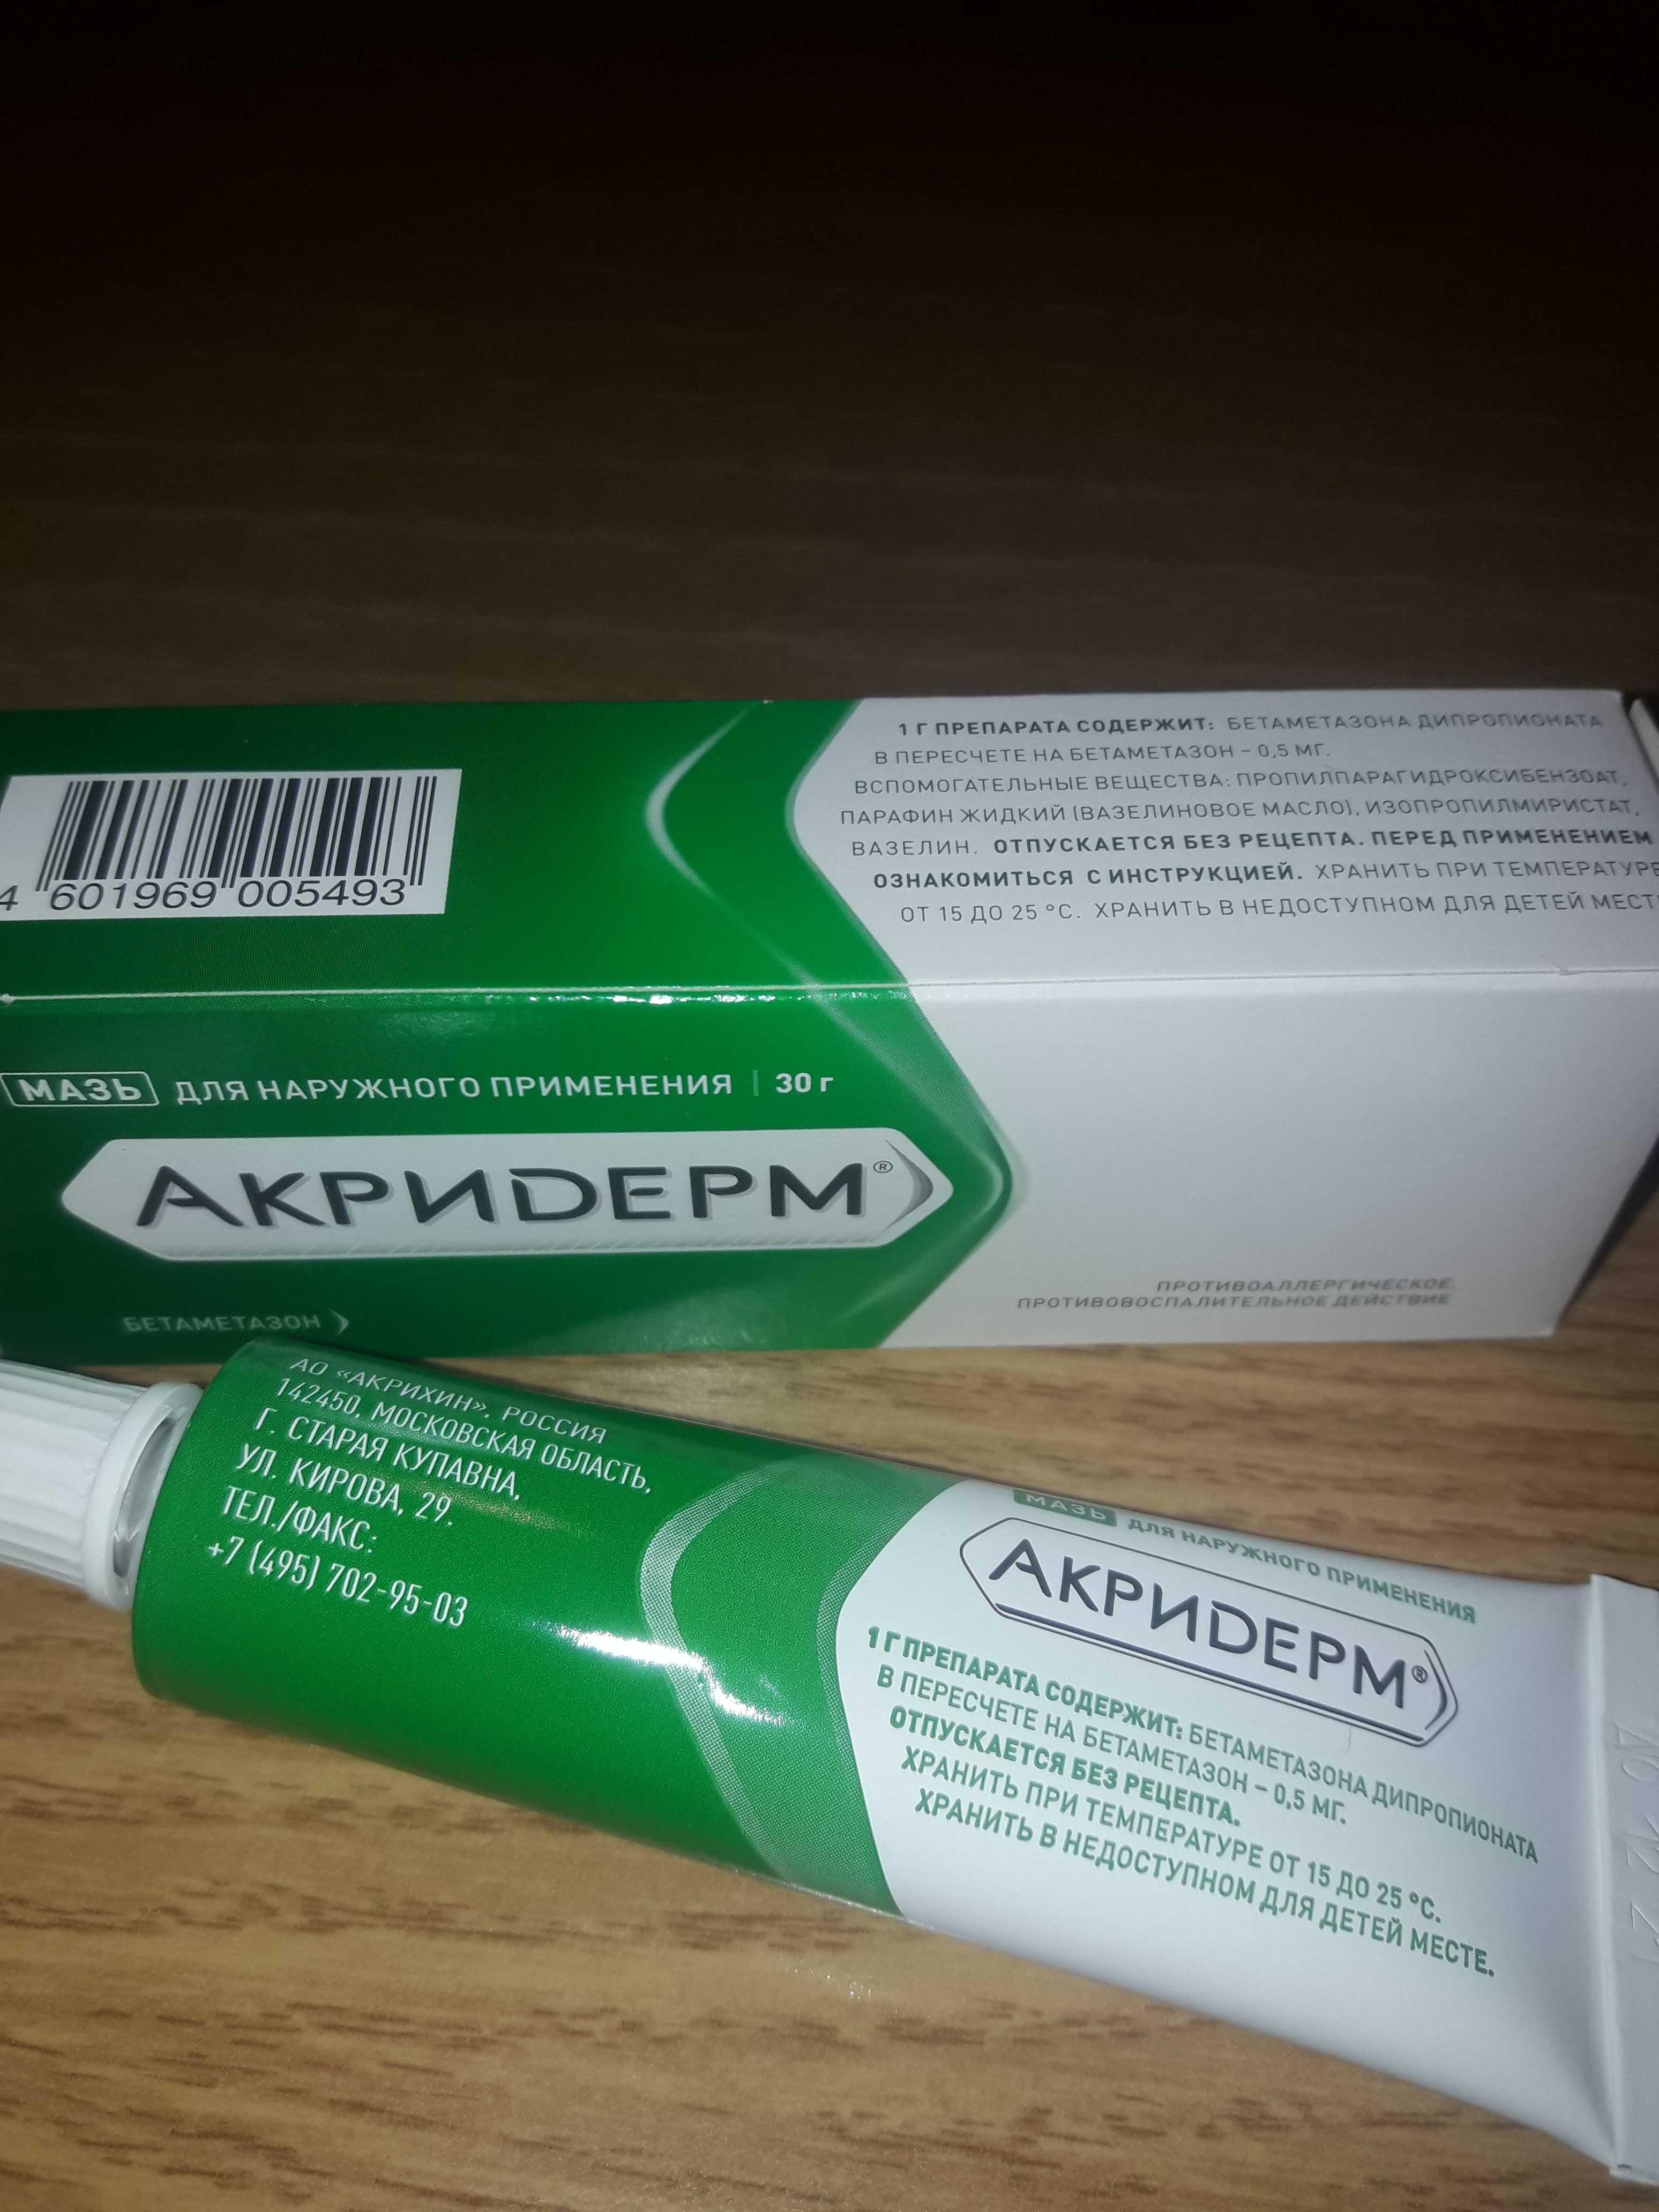 1 Г ПРЕПАРАТА СОДЕРЖИТ: БЕТАМЕТАЗОНА ДИПРОПИОНАТА
В ПЕРЕСЧЕТЕ НА БЕТАМЕТАЗОН – 0,5 МГ.
ВСПОМОГАТЕЛЬНЫЕ ВЕЩЕСТВА: ПРОПИЛПАРАГИДРОКСИБЕНЗОАТ,
ПАРАФИН ЖИДКИЙ (ВАЗЕЛИНОВОЕ МАСЛО), ИЗОПРОПИЛМИРИСТАТ,
ВАЗЕЛИН. ОТПУСКАЕТСЯ БЕЗ РЕЦЕПТА. ПЕРЕД ПРИМЕНЕНИЕМ
ОЗНАКОМИТЬСЯ С ИНСТРУКЦИЕЙ. ХРАНИТЬ ПРИ ТЕМПЕРАТУРЕ
ОТ 15 ДО 25 °С. ХРАНИТЬ В НЕДОСТУПНОМ ДЛЯ ДЕТЕЙ МЕСТ
4 601969 005493
МАЗЬ ДЛЯ НАРУЖНОГО ПРИМЕНЕНИЯ | 30 г
АКРИДЕРМ®
БЕТАМЕТАЗОН
ПРОТИВОАЛЛЕРГИЧЕСКОЕ,
ПРОТИВОВОСПАЛИТЕЛЬНОЕ ДЕЙСТВИЕ
АО «АКРИХИН», РОССИЯ
142450, МОСКОВСКАЯ ОБЛАСТЬ,
Г. СТАРАЯ КУПАВНА,
УЛ. КИРОВА, 29.
ТЕЛ./ФАКС:
+7 (495) 702-95-03
МАЗЬ ДЛЯ НАРУЖНОГО ПРИМЕНЕНИЯ
АКРИДЕРМ®
1 Г ПРЕПАРАТА СОДЕРЖИТ: БЕТАМЕТАЗОНА ДИПРОПИОНАТА
В ПЕРЕСЧЕТЕ НА БЕТАМЕТАЗОН – 0,5 МГ.
ОТПУСКАЕТСЯ БЕЗ РЕЦЕПТА.
ХРАНИТЬ ПРИ ТЕМПЕРАТУРЕ ОТ 15 ДО 25 °С.
ХРАНИТЬ В НЕДОСТУПНОМ ДЛЯ ДЕТЕЙ МЕСТЕ.